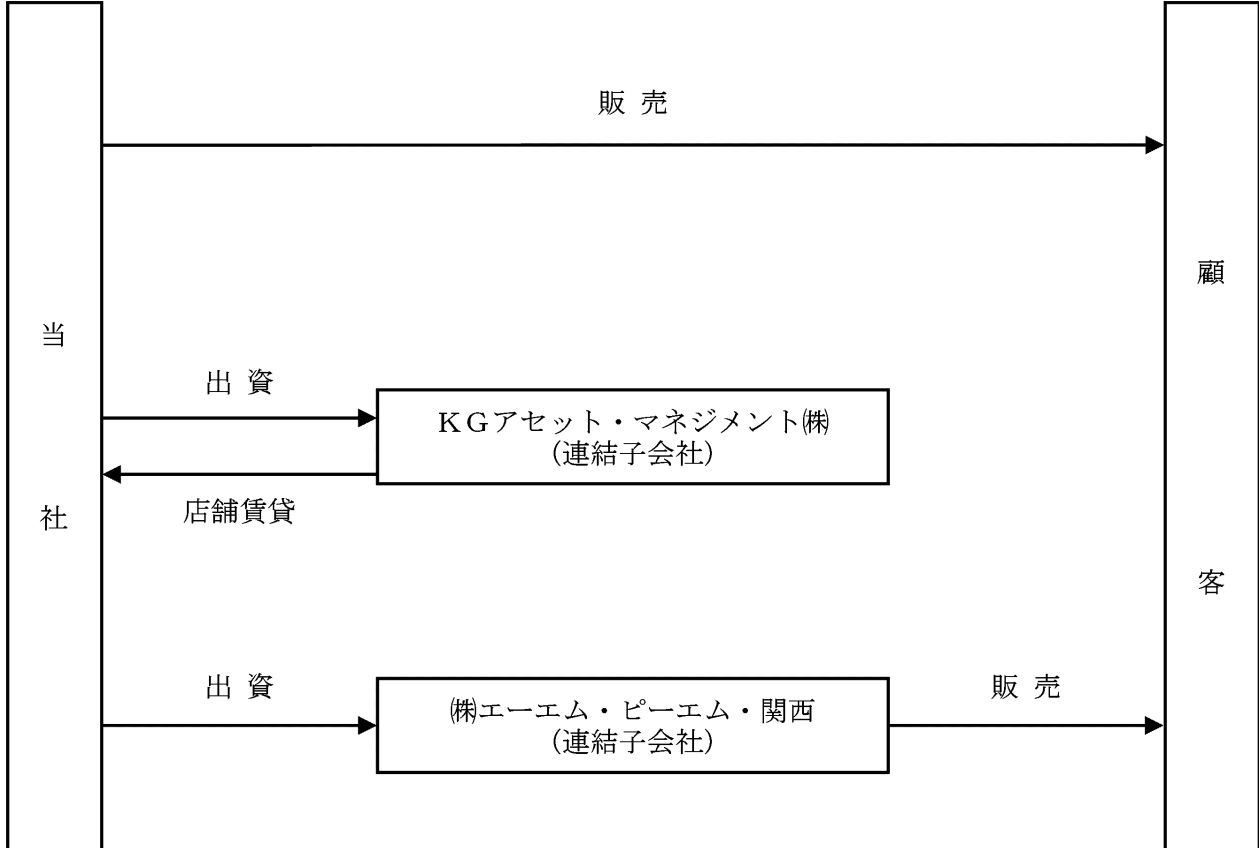 販 売
当
社
顧
客
出 資
KGアセット・マネジメント㈱
(連結子会社)
店舗賃貸
出 資
㈱エーエム・ピーエム・関西
(連結子会社)
販 売